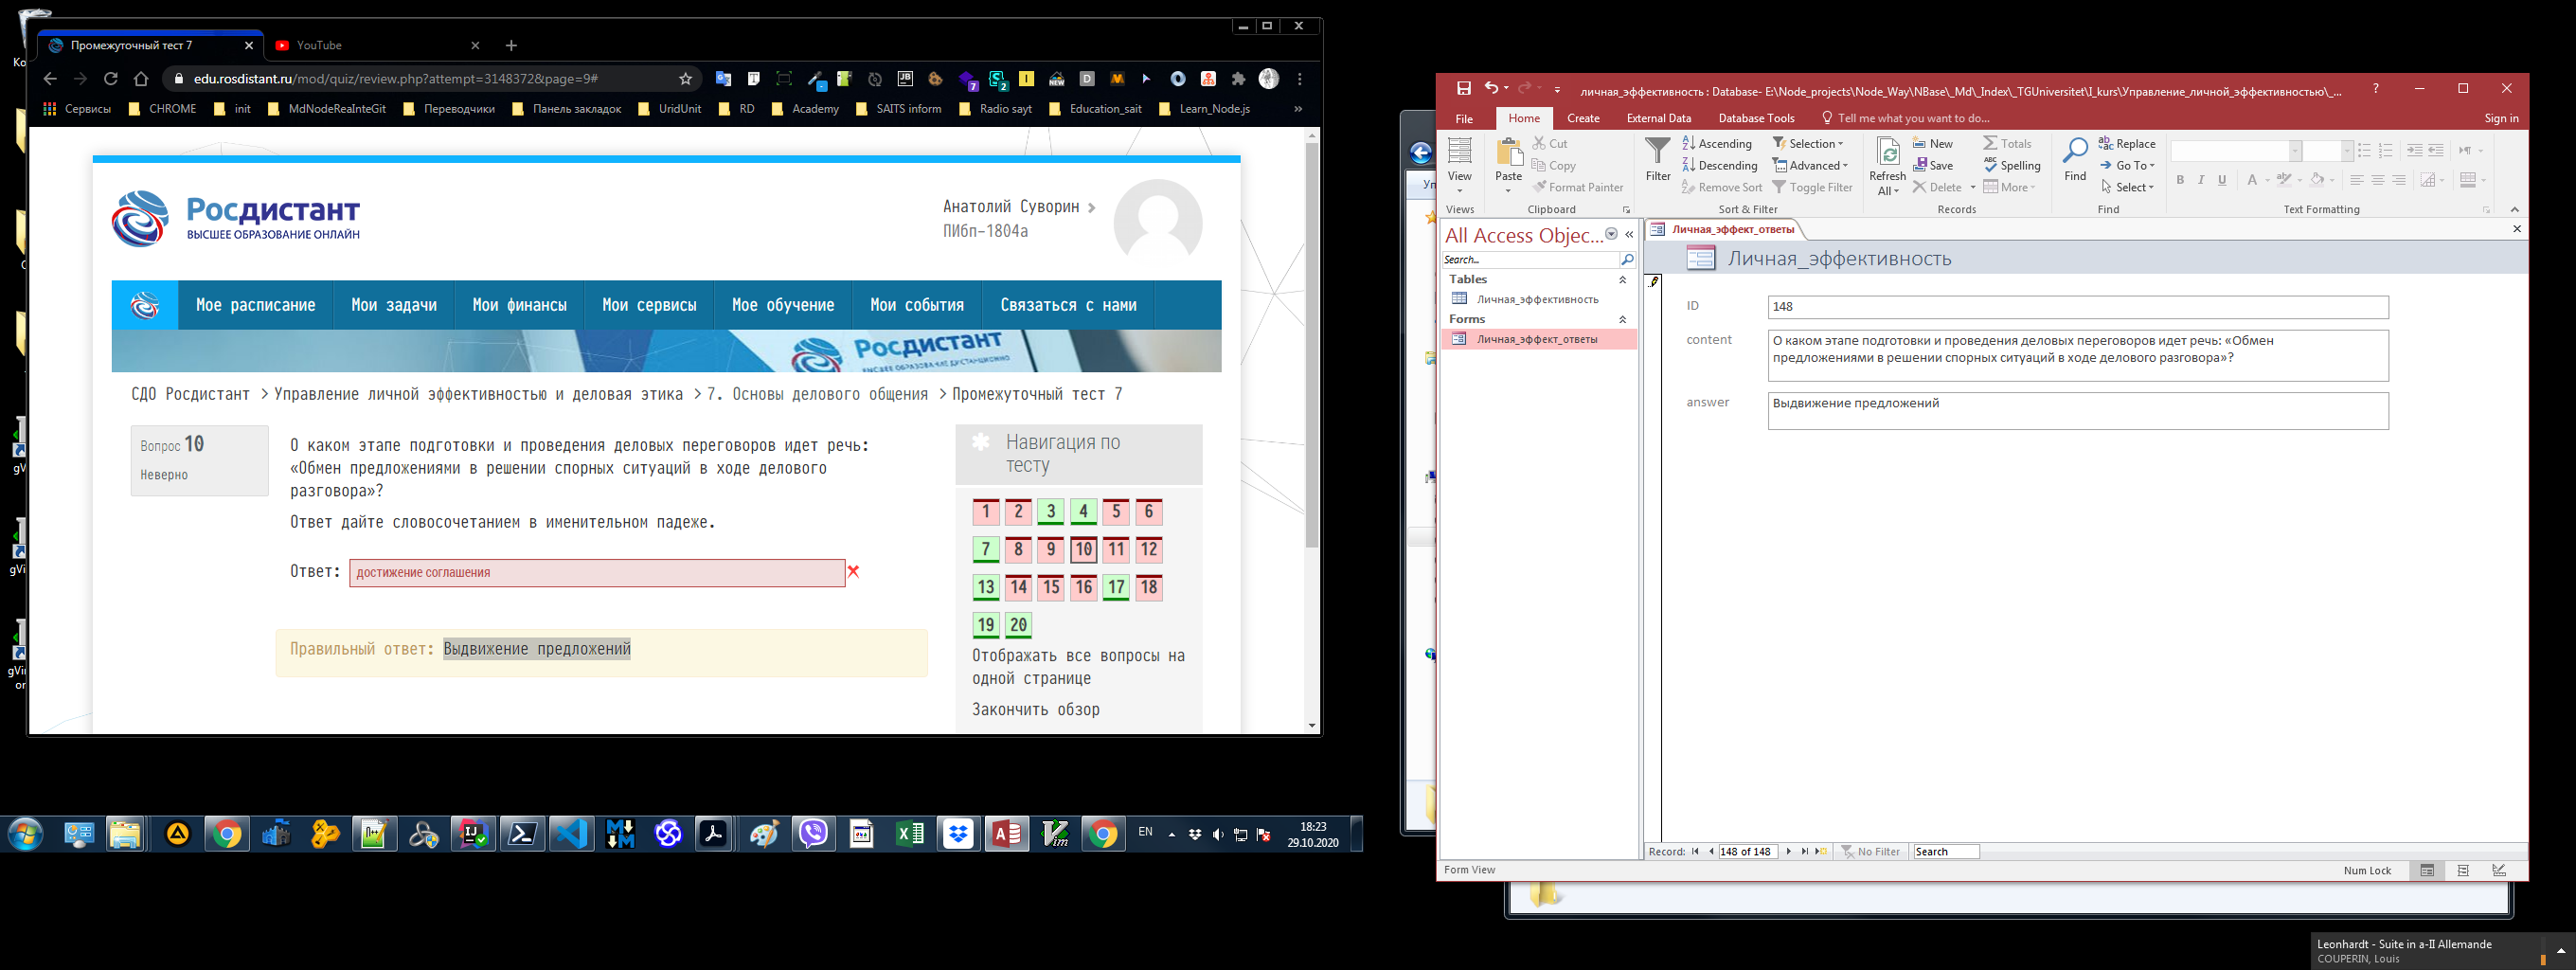 Промежуточный тест 7
YouTube
edu.rosdistant.ru/mod/quiz/review.php?attempt=3148372&page=9#
Сервисы
CHROME
init
MdNodeReaInteGit
Переводчики
Панель закладок
UridUnit
RD
Academy
SAITS inform
Radio sayt
Education_sait
Learn_Node.js
»
Росдистант
ВЫСШЕЕ ОБРАЗОВАНИЕ ОНЛАЙН
Анатолий Суворин
ПИбп-1804а
Мое расписание
Мои задачи
Мои финансы
Мои сервисы
Мое обучение
Мои события
Связаться с нами
Росдистант
СДО Росдистант > Управление личной эффективностью и деловая этика > 7. Основы делового общения > Промежуточный тест 7
Вопрос 10
Неверно
О каком этапе подготовки и проведения деловых переговоров идет речь:
«Обмен предложениями в решении спорных ситуаций в ходе делового
разговора»?
Ответ дайте словосочетанием в именительном падеже.
Ответ: достижение соглашения
Правильный ответ: Выдвижение предложений
Навигация по
тесту
1 2 3 4 5 6
7 8 9 10 11 12
13 14 15 16 17 18
19 20
Отображать все вопросы на
одной странице
Закончить обзор
EN
18:23
29.10.2020
личная_эффективность : Database- E:\Node_projects\Node_Way\NBase\_Md\_Index\_TGUniversitet\I_kurs\Управление_личной_эффективностью\_...
File
Home
Create
External Data
Database Tools
Tell me what you want to do...
Sign in
View
Views
Paste
Cut
Copy
Format Painter
Clipboard
Filter
Ascending
Descending
Remove Sort
Selection
Advanced
Toggle Filter
Sort & Filter
Refresh
All
New
Save
Delete
Totals
Spelling
More
Records
Find
Replace
Go To
Select
Find
B I U
Text Formatting
All Access Objec...
Search...
Tables
Личная_эффективность
Forms
Личная_эффект_ответы
Личная_эффект_ответы
Личная_эффективность
ID
148
content
О каком этапе подготовки и проведения деловых переговоров идет речь: «Обмен
предложениями в решении спорных ситуаций в ходе делового разговора»?
answer
Выдвижение предложений
Record:
148 of 148
No Filter
Search
Form View
Num Lock
Leonhardt - Suite in a-II Allemande
COUPERIN, Louis